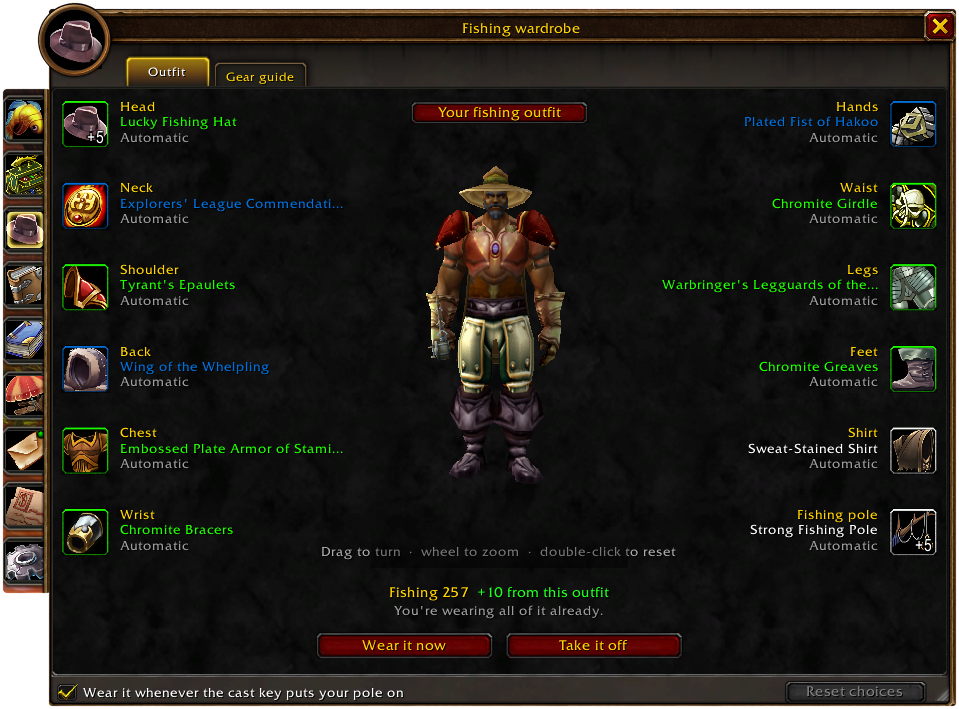 Fishing wardrobe
Outfit
Gear guide
Your fishing outfit
Head
Lucky Fishing Hat
Automatic
+5
Neck
Explorers' League Commendati...
Automatic
Shoulder
Tyrant's Epaulets
Automatic
Back
Wing of the Whelpling
Automatic
Chest
Embossed Plate Armor of Stami...
Automatic
Wrist
Chromite Bracers
Automatic
Hands
Plated Fist of Hakoo
Automatic
Waist
Chromite Girdle
Automatic
Legs
Warbringer's Legguards of the...
Automatic
Feet
Chromite Greaves
Automatic
Shirt
Sweat-Stained Shirt
Automatic
Fishing pole
Strong Fishing Pole
Automatic
+5
Drag to turn · wheel to zoom · double-click to reset
Fishing 257 +10 from this outfit
You're wearing all of it already.
Wear it now
Take it off
Wear it whenever the cast key puts your pole on
Reset choices